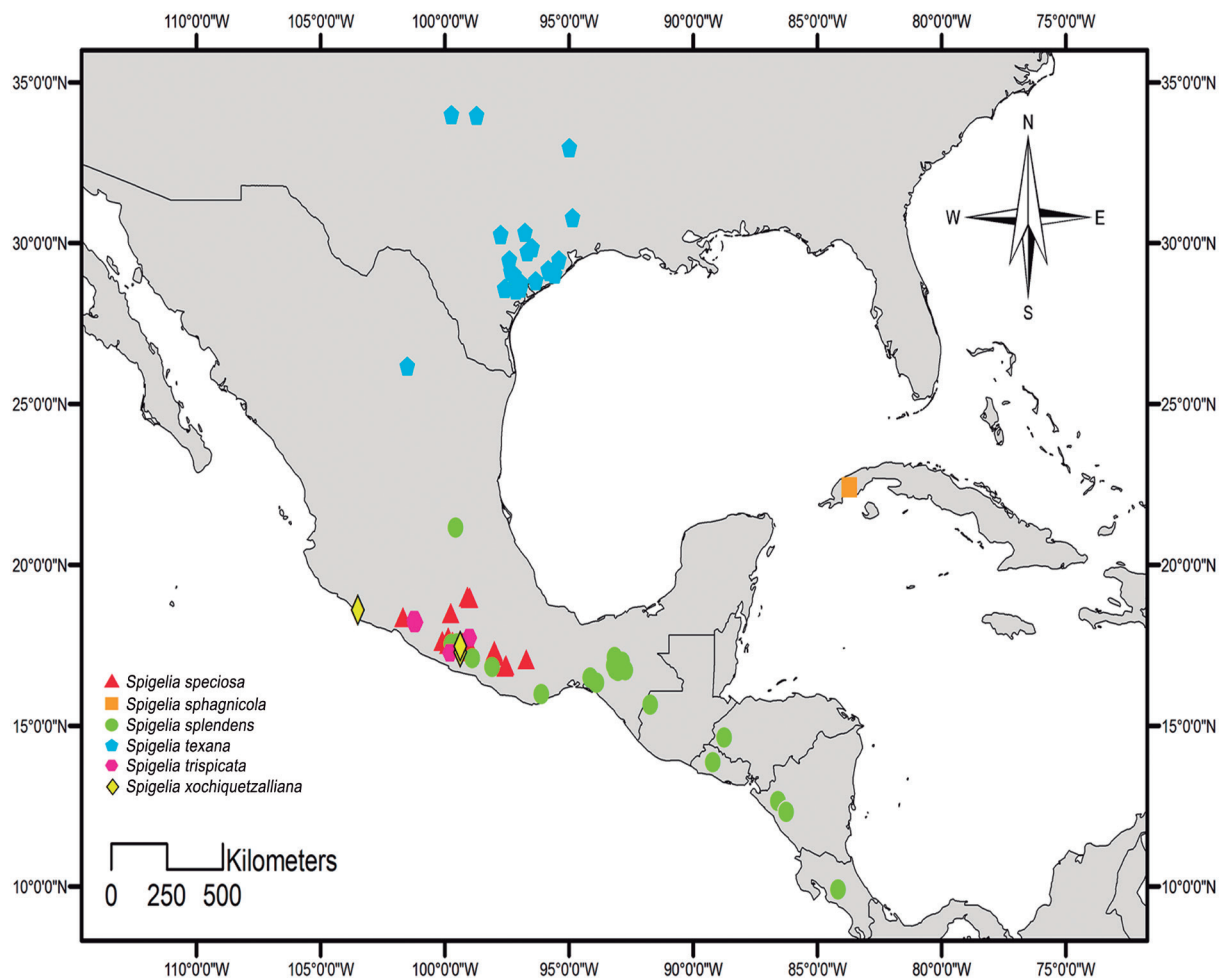 110°0'0"W 105°0'0"W 100°0'0"W 95°0'0"W 90°0'0"W 85°0'0"W 80°0'0"W 75°0'0"W
35°0'0"N 35°0'0"N
N
W E
S
30°0'0"N 30°0'0"N
25°0'0"N 25°0'0"N
20°0'0"N 20°0'0"N
Spigelia speciosa
Spigelia sphagnicola
Spigelia splendens
15°0'0"N 15°0'0"N
Spigelia texana
Spigelia trispicata
Spigelia xochiquetzalliana
Kilometers
0 250 500
10°0'0"N 10°0'0"N
110°0'0"W 105°0'0"W 100°0'0"W 95°0'0"W 90°0'0"W 85°0'0"W 80°0'0"W 75°0'0"W